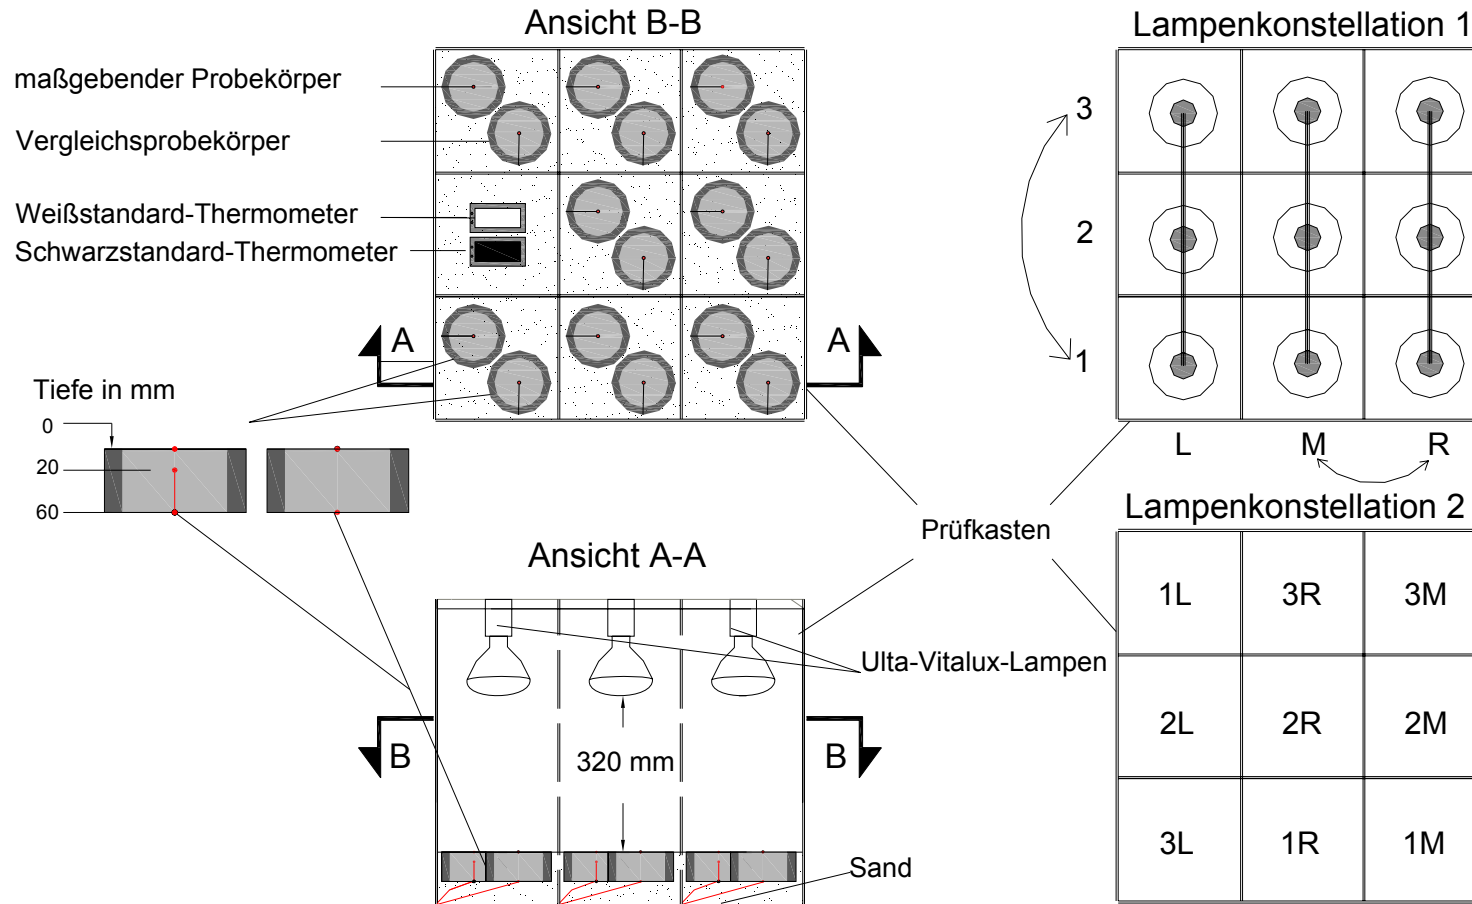 Ansicht B-B
Lampenkonstellation 1
maßgebender Probekörper
Vergleichsprobekörper
Weißstandard-Thermometer
Schwarzstandard-Thermometer
3
2
1
A
A
L
M
R
Tiefe in mm
0
20
60
Lampenkonstellation 2
Prüfkasten
Ansicht A-A
1L
3R
3M
Ulta-Vitalux-Lampen
2L
2R
2M
B
B
320 mm
3L
1R
1M
Sand